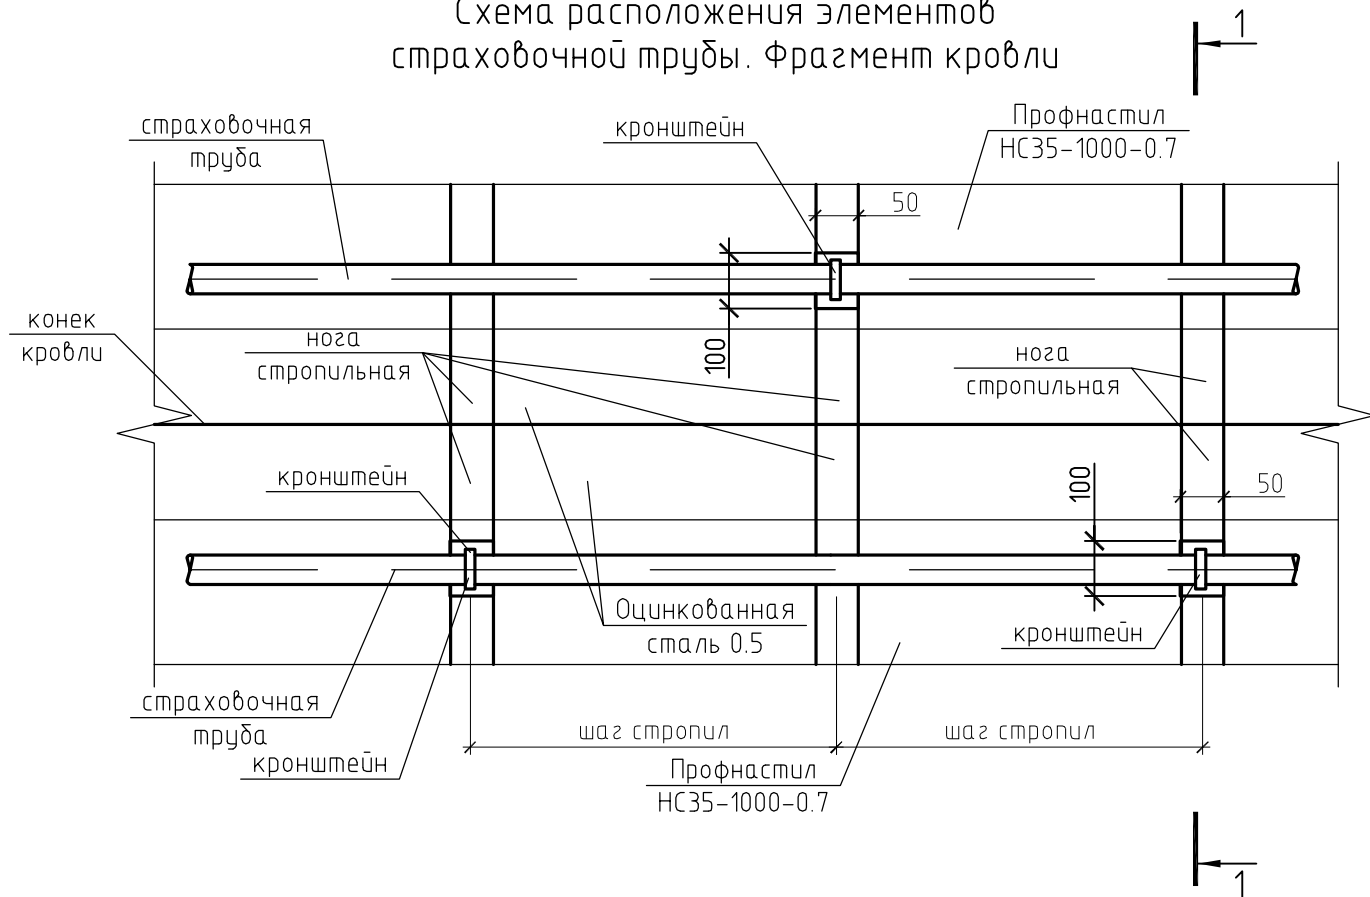 Схема расположения элементов
страховочной трубы. Фрагмент кровли
1
страховочная
труба
кронштейн
Профнастил
НС35-1000-0.7
50
100
конек
кровли
нога
стропильная
нога
стропильная
кронштейн
100
50
Оцинкованная
сталь 0.5
кронштейн
страховочная
труба
кронштейн
шаг стропил
шаг стропил
Профнастил
НС35-1000-0.7
1